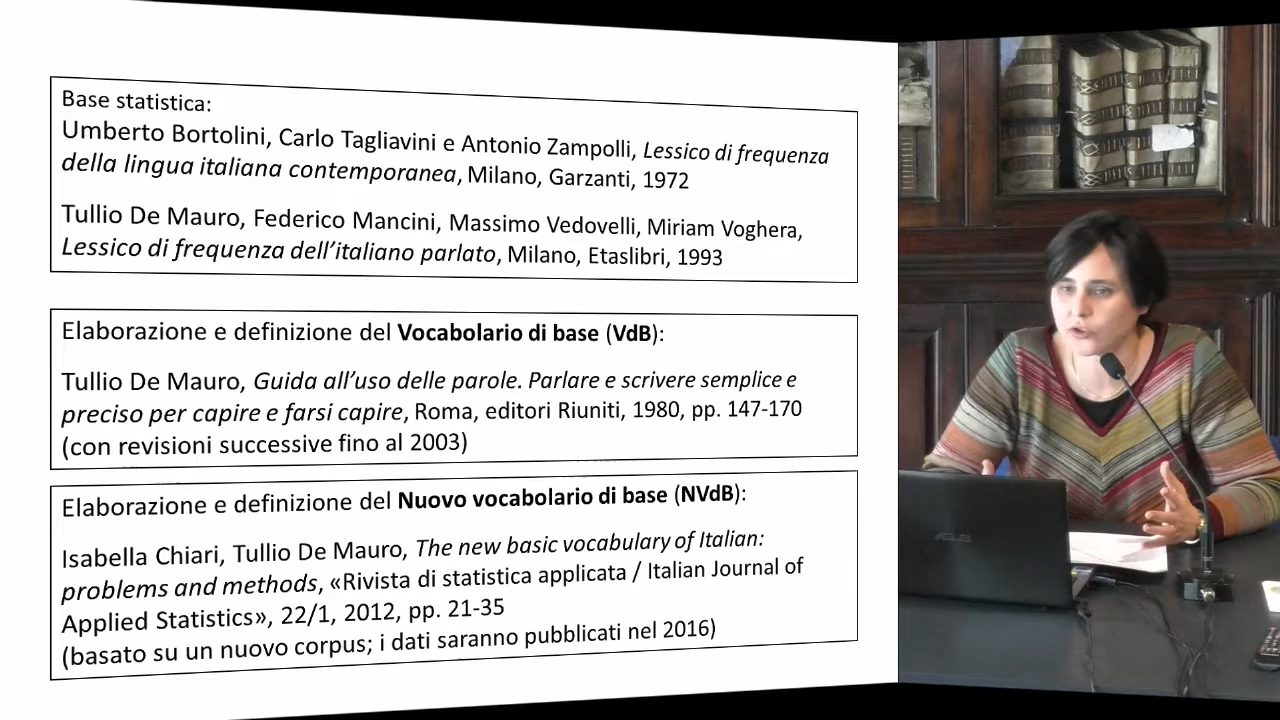 Base statistica:
Umberto Bortolini, Carlo Tagliavini e Antonio Zampolli, Lessico di frequenza
della lingua italiana contemporanea, Milano, Garzanti, 1972
Tullio De Mauro, Federico Mancini, Massimo Vedovelli, Miriam Voghera,
Lessico di frequenza dell’italiano parlato, Milano, Etaslibri, 1993
Elaborazione e definizione del Vocabolario di base (VdB):
Tullio De Mauro, Guida all’uso delle parole. Parlare e scrivere semplice e
preciso per capire e farsi capire, Roma, editori Riuniti, 1980, pp. 147-170
(con revisioni successive fino al 2003)
Elaborazione e definizione del Nuovo vocabolario di base (NVdB):
Isabella Chiari, Tullio De Mauro, The new basic vocabulary of Italian:
problems and methods, «Rivista di statistica applicata / Italian Journal of
Applied Statistics», 22/1, 2012, pp. 21-35
(basato su un nuovo corpus; i dati saranno pubblicati nel 2016)
ASUS